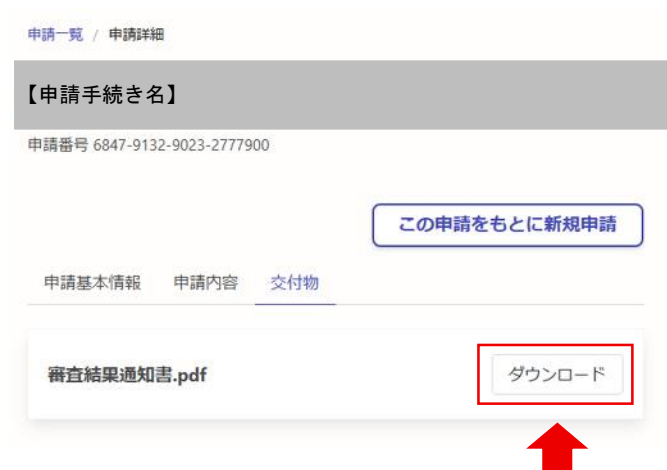 申請一覧 / 申請詳細
【申請手続き名】
申請番号 6847-9132-9023-2777900
この申請をもとに新規申請
申請基本情報 申請内容 交付物
審査結果通知書.pdf ダウンロード